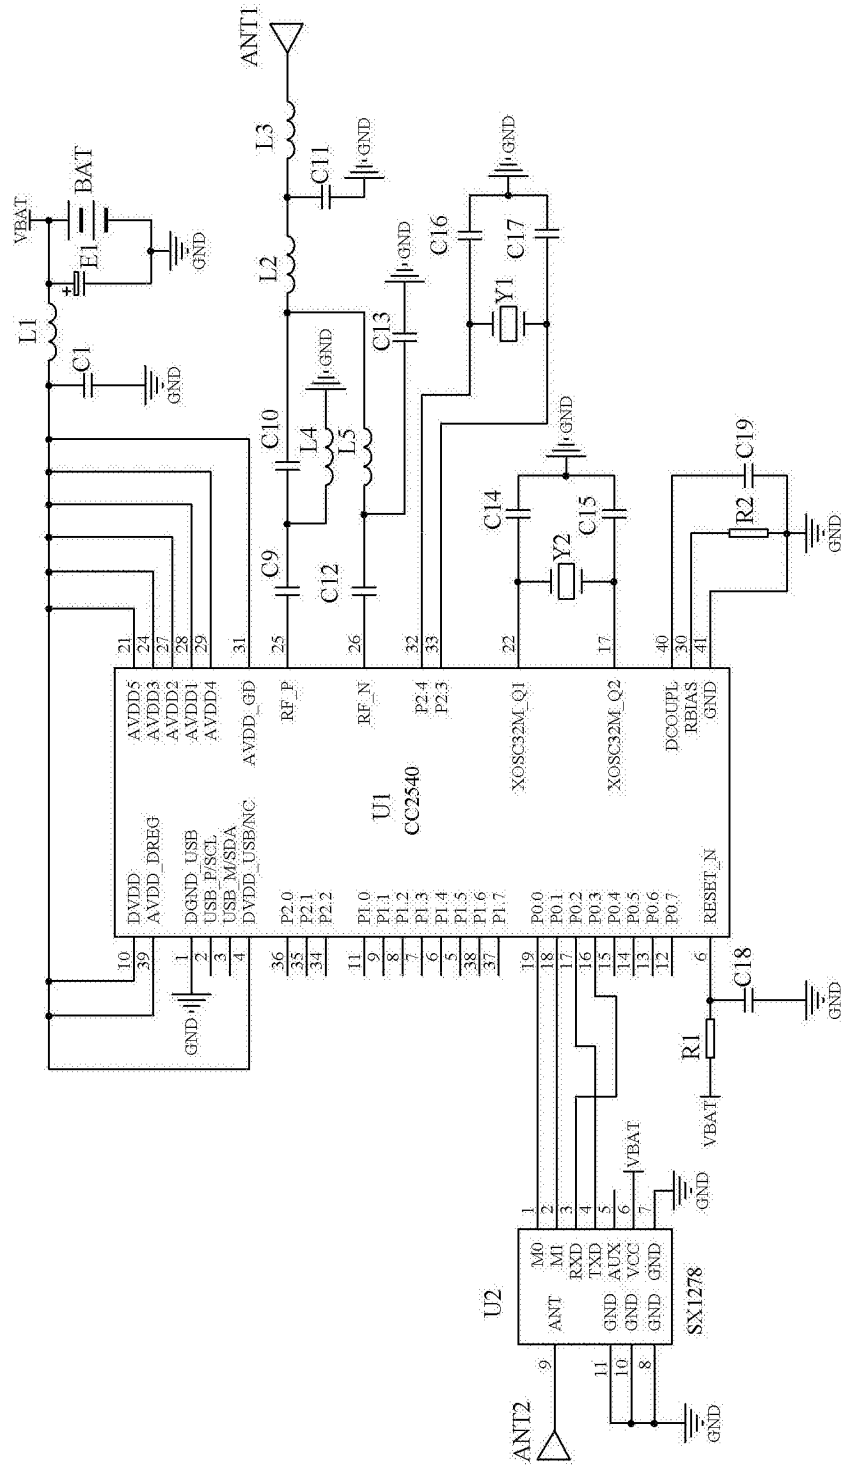 VBAT
BAT
E1
GND
L1
C1
GND
ANT1
L3
C11
GND
L2
C10
L4
GND
L5
C13
GND
C9
C12
C16
C17
GND
Y1
C14
C15
GND
Y2
C19
R2
GND
21 AVDD5
24 AVDD3
27 AVDD2
28 AVDD1
29 AVDD4
31 AVDD_GD
25 RF_P
26 RF_N
32 P2.4
33 P2.3
22 XOSC32M_Q1
17 XOSC32M_Q2
40 DCOUPL
30 RBIAS
41 GND
U1
CC2540
10 DVDD
39 AVDD_DREG
1 DGND_USB
2 USB_P/SCL
3 USB_M/SDA
4 DVDD_USB/NC
36 P2.0
35 P2.1
34 P2.2
11 P1.0
9 P1.1
8 P1.2
7 P1.3
6 P1.4
5 P1.5
38 P1.6
37 P1.7
19 P0.0
18 P0.1
17 P0.2
16 P0.3
15 P0.4
14 P0.5
13 P0.6
12 P0.7
6 RESET_N
GND
C18
GND
R1
VBAT
VBAT
GND
1 M0
2 M1
3 RXD
4 TXD
5 AUX
6 VCC
7 GND
U2
SX1278
9 ANT
11 GND
10 GND
8 GND
ANT2
GND